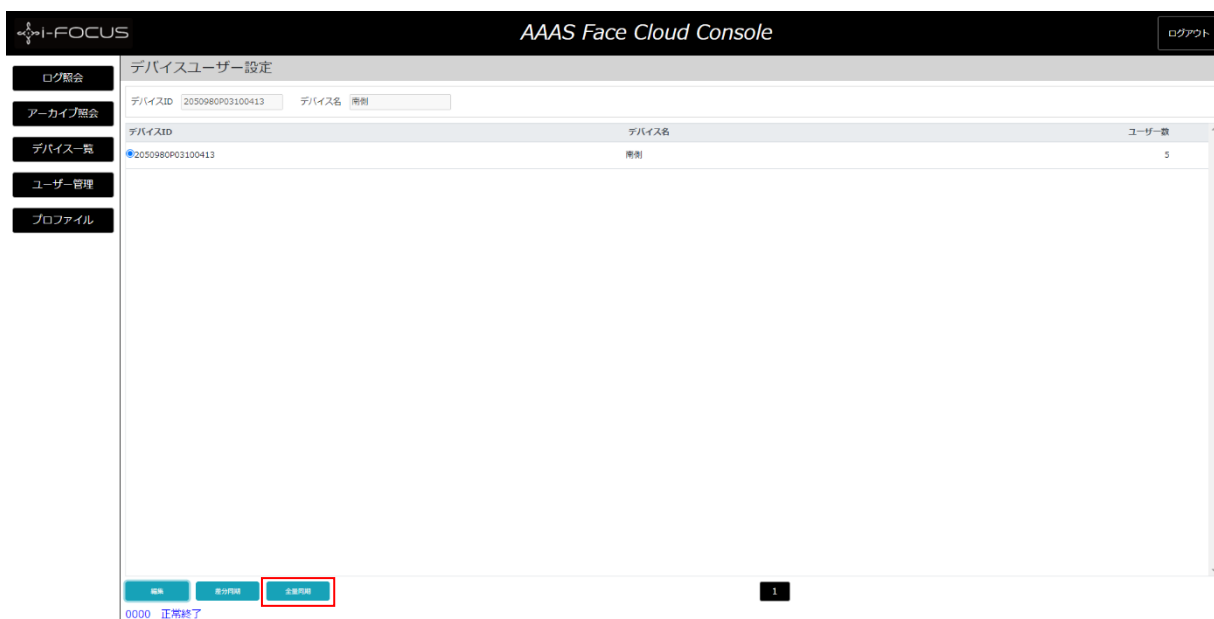 i-FOCUS
AAAS Face Cloud Console
ログアウト
ログ照会
アーカイブ照会
デバイス一覧
ユーザー管理
プロファイル
デバイスユーザー設定
デバイスID 2050980P03100413 デバイス名 南側
デバイスID デバイス名 ユーザー数
2050980P03100413 南側 5
編集 差分同期 全量同期
1
0000 正常終了